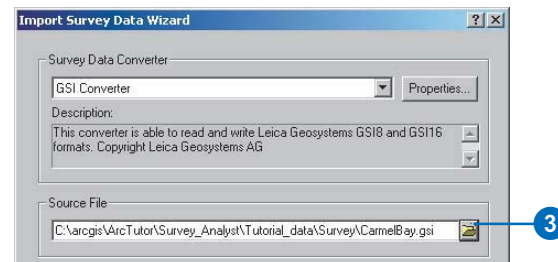 Import Survey Data Wizard
Survey Data Converter
GSI Converter
Properties...
Description:
This converter is able to read and write Leica Geosystems GSI8 and GSI16
formats. Copyright Leica Geosystems AG
Source File
C:\arcgis\ArcTutor\Survey_Analyst\Tutorial_data\Survey\CarmelBay.gsi
3